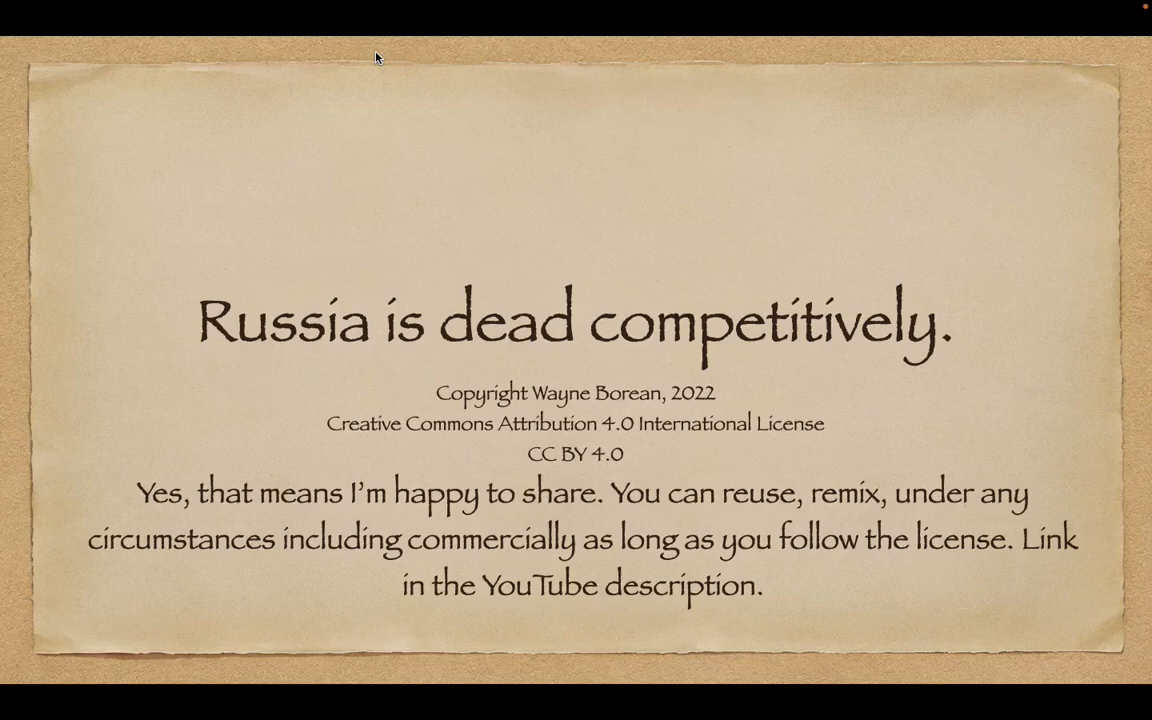 Russia is dead competitively.
Copyright Wayne Borean, 2022
Creative Commons Attribution 4.0 International License
CC BY 4.0
Yes, that means I’m happy to share. You can reuse, remix, under any
circumstances including commercially as long as you follow the license. Link
in the YouTube description.